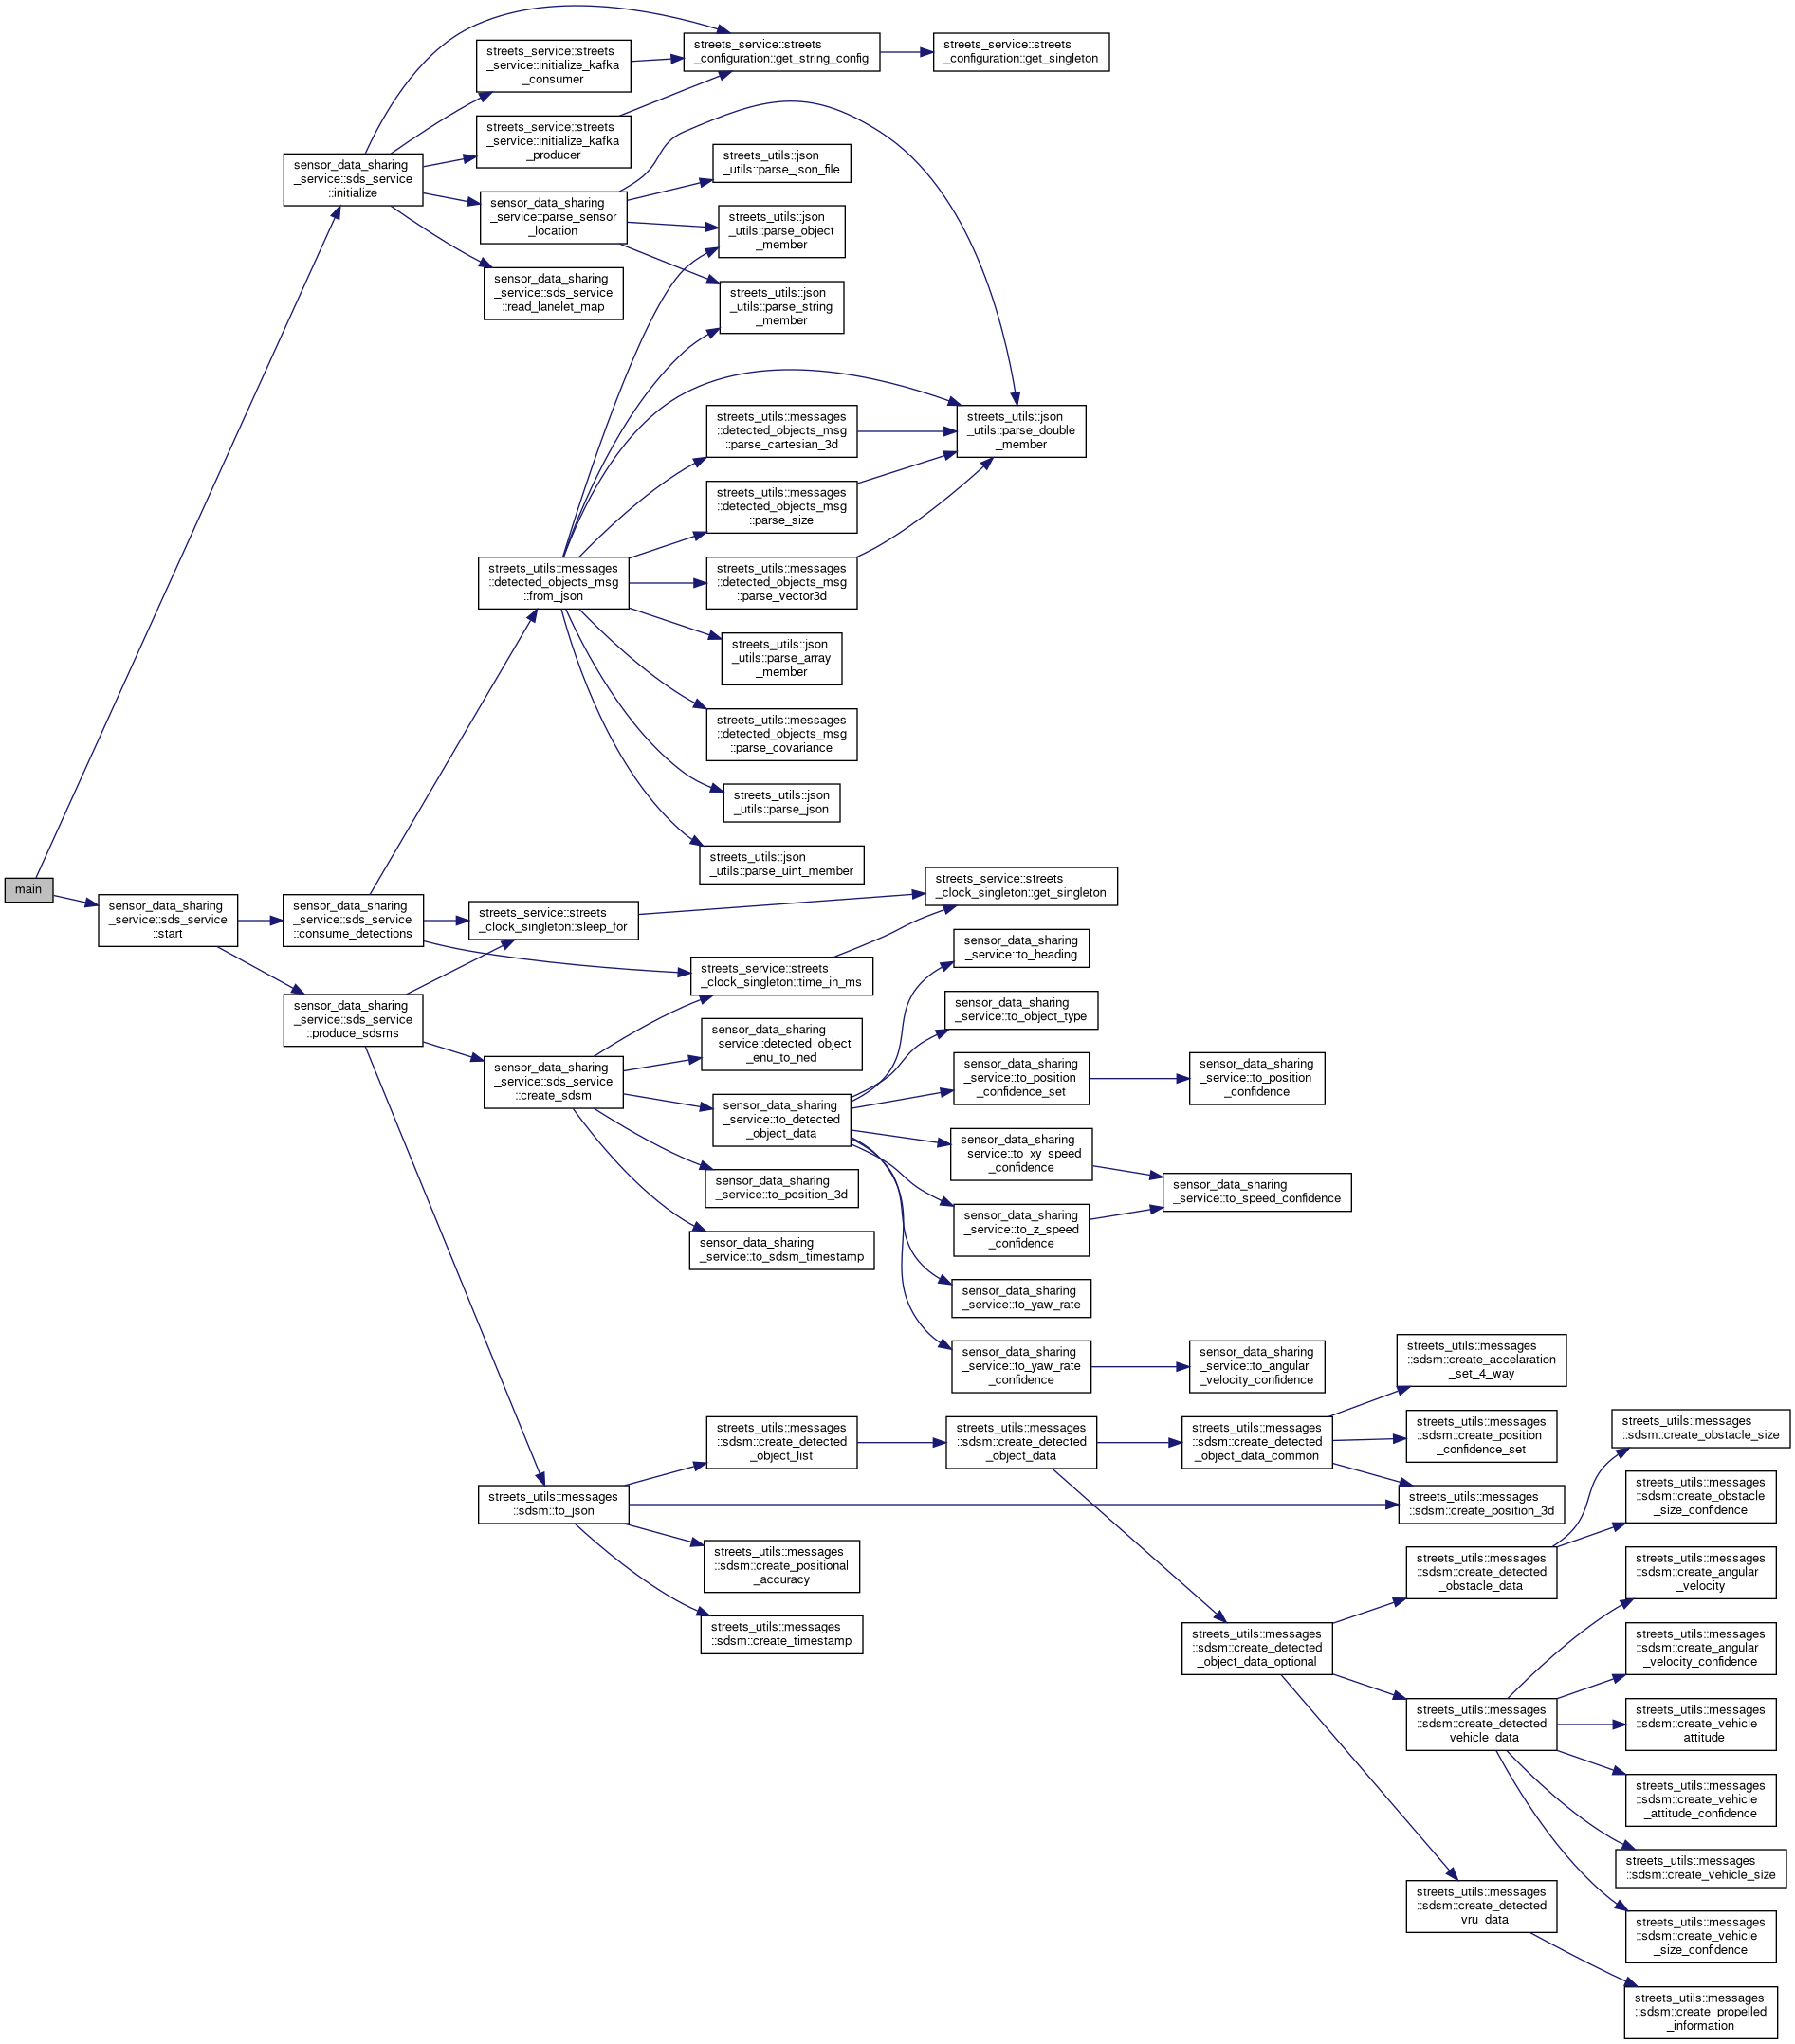 main
sensor_data_sharing
_service::sds_service
::initialize
sensor_data_sharing
_service::sds_service
::start
streets_service::streets
_service::initialize_kafka
_consumer
streets_service::streets
_service::initialize_kafka
_producer
sensor_data_sharing
_service::parse_sensor
_location
sensor_data_sharing
_service::sds_service
::read_lanelet_map
streets_service::streets
_configuration::get_string_config
streets_service::streets
_configuration::get_singleton
streets_utils::json
_utils::parse_json_file
streets_utils::json
_utils::parse_object
_member
streets_utils::json
_utils::parse_string
_member
streets_utils::json
_utils::parse_double
_member
sensor_data_sharing
_service::sds_service
::consume_detections
sensor_data_sharing
_service::sds_service
::produce_sdsms
streets_utils::messages
::detected_objects_msg
::from_json
streets_utils::messages
::detected_objects_msg
::parse_cartesian_3d
streets_utils::messages
::detected_objects_msg
::parse_size
streets_utils::messages
::detected_objects_msg
::parse_vector3d
streets_utils::json
_utils::parse_array
_member
streets_utils::messages
::detected_objects_msg
::parse_covariance
streets_utils::json
_utils::parse_json
streets_utils::json
_utils::parse_uint_member
streets_service::streets
_clock_singleton::sleep_for
streets_service::streets
_clock_singleton::time_in_ms
streets_service::streets
_clock_singleton::get_singleton
sensor_data_sharing
_service::sds_service
::create_sdsm
sensor_data_sharing
_service::detected_object
_enu_to_ned
sensor_data_sharing
_service::to_detected
_object_data
sensor_data_sharing
_service::to_position_3d
sensor_data_sharing
_service::to_sdsm_timestamp
sensor_data_sharing
_service::to_heading
sensor_data_sharing
_service::to_object_type
sensor_data_sharing
_service::to_position
_confidence_set
sensor_data_sharing
_service::to_position
_confidence
sensor_data_sharing
_service::to_xy_speed
_confidence
sensor_data_sharing
_service::to_z_speed
_confidence
sensor_data_sharing
_service::to_speed_confidence
sensor_data_sharing
_service::to_yaw_rate
sensor_data_sharing
_service::to_yaw_rate
_confidence
sensor_data_sharing
_service::to_angular
_velocity_confidence
streets_utils::messages
::sdsm::to_json
streets_utils::messages
::sdsm::create_detected
_object_list
streets_utils::messages
::sdsm::create_positional
_accuracy
streets_utils::messages
::sdsm::create_timestamp
streets_utils::messages
::sdsm::create_detected
_object_data
streets_utils::messages
::sdsm::create_detected
_object_data_common
streets_utils::messages
::sdsm::create_detected
_object_data_optional
streets_utils::messages
::sdsm::create_accelaration
_set_4_way
streets_utils::messages
::sdsm::create_position
_confidence_set
streets_utils::messages
::sdsm::create_position_3d
streets_utils::messages
::sdsm::create_detected
_obstacle_data
streets_utils::messages
::sdsm::create_detected
_vehicle_data
streets_utils::messages
::sdsm::create_detected
_vru_data
streets_utils::messages
::sdsm::create_obstacle_size
streets_utils::messages
::sdsm::create_obstacle
_size_confidence
streets_utils::messages
::sdsm::create_angular
_velocity
streets_utils::messages
::sdsm::create_angular
_velocity_confidence
streets_utils::messages
::sdsm::create_vehicle
_attitude
streets_utils::messages
::sdsm::create_vehicle
_attitude_confidence
streets_utils::messages
::sdsm::create_vehicle_size
streets_utils::messages
::sdsm::create_vehicle
_size_confidence
streets_utils::messages
::sdsm::create_propelled
_information